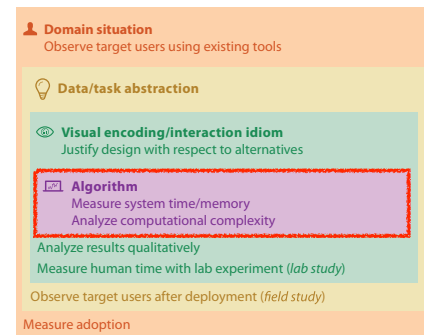 Domain situation
Observe target users using existing tools
Data/task abstraction
Visual encoding/interaction idiom
Justify design with respect to alternatives
Algorithm
Measure system time/memory
Analyze computational complexity
Analyze results qualitatively
Measure human time with lab experiment (lab study)
Observe target users after deployment (field study)
Measure adoption